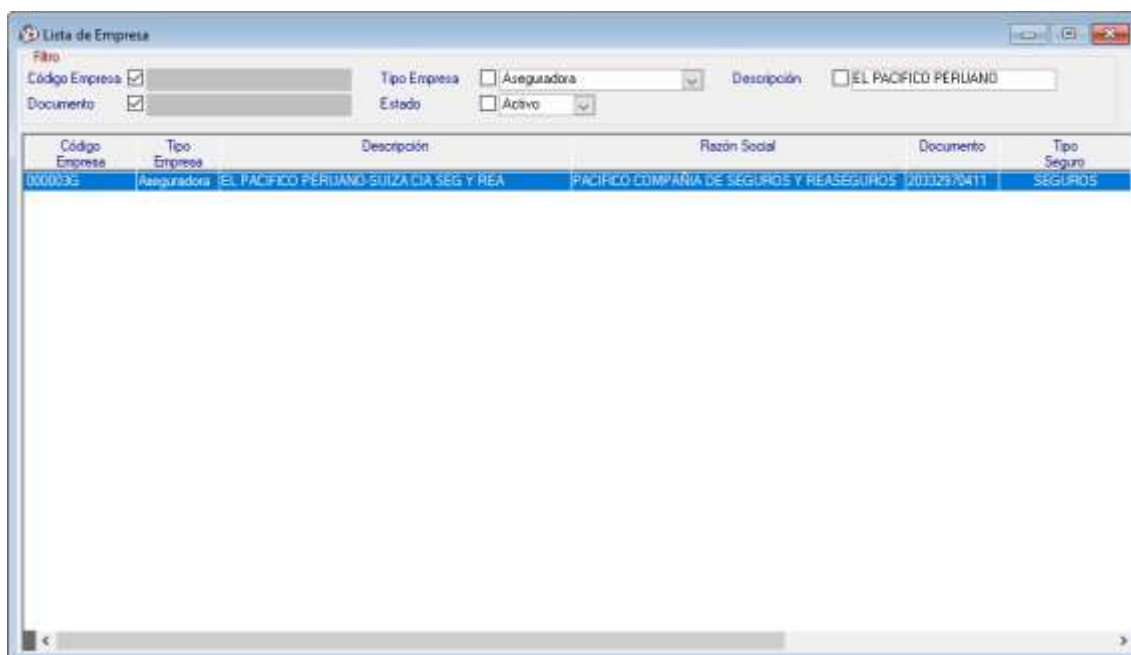 Lista de Empresa
Filtro
Código Empresa Tipo Empresa Aseguradora Descripción EL PACIFICO PERUANO
Documento Estado Activo
Código Empresa Tipo Empresa Descripción Razón Social Documento Tipo Seguro
000003G Aseguradora EL PACIFICO PERUANO-SUIZA CIA SEG Y REA PACIFICO COMPAÑIA DE SEGUROS Y REASEGUROS 20332970411 SEGUROS